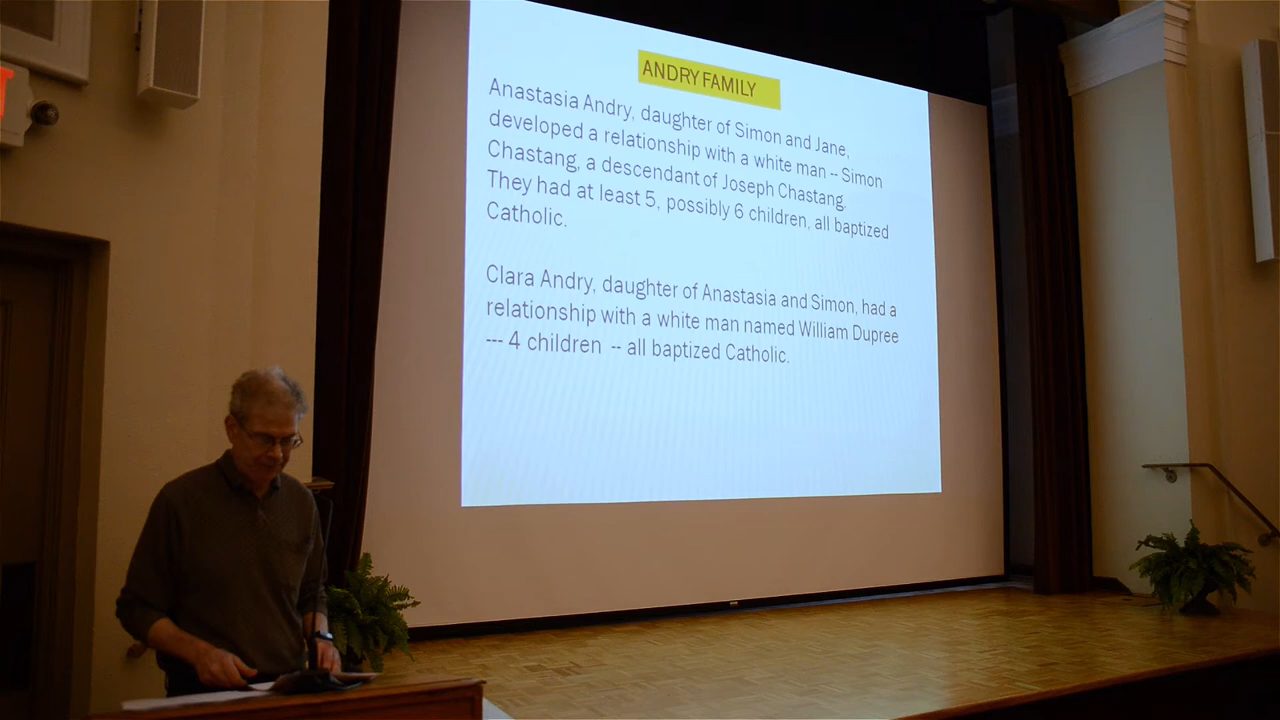 ANDRY FAMILY
Anastasia Andry, daughter of Simon and Jane,
developed a relationship with a white man -- Simon
Chastang, a descendant of Joseph Chastang.
They had at least 5, possibly 6 children, all baptized
Catholic.
Clara Andry, daughter of Anastasia and Simon, had a
relationship with a white man named William Dupree
--- 4 children -- all baptized Catholic.